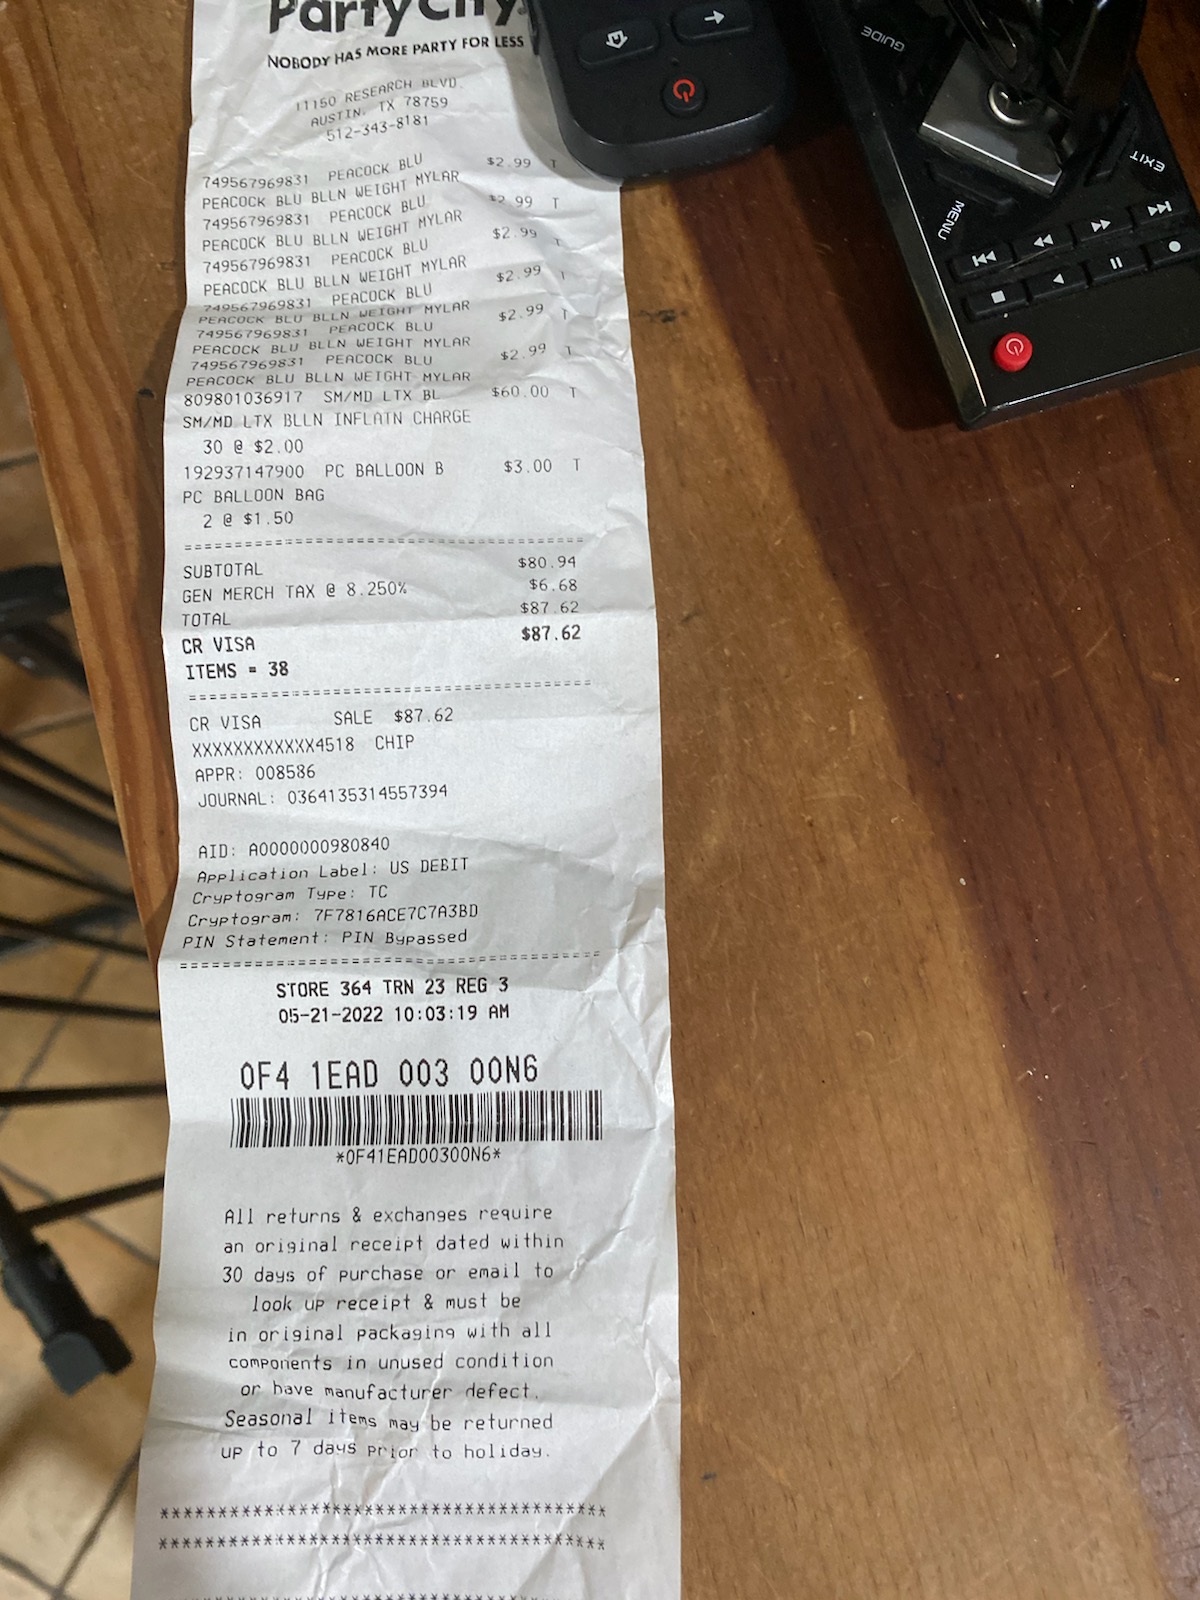 Party City
NOBODY HAS MORE PARTY FOR LESS
11150 RESEARCH BLVD.
AUSTIN, TX 78759
512-343-8181
749567969831 PEACOCK BLU $2.99 T
PEACOCK BLU BLLN WEIGHT MYLAR
749567969831 PEACOCK BLU $2.99 T
PEACOCK BLU BLLN WEIGHT MYLAR
749567969831 PEACOCK BLU $2.99 T
PEACOCK BLU BLLN WEIGHT MYLAR
749567969831 PEACOCK BLU $2.99 T
PEACOCK BLU BLLN WEIGHT MYLAR
749567969831 PEACOCK BLU $2.99 T
PEACOCK BLU BLLN WEIGHT MYLAR
749567969831 PEACOCK BLU $2.99 T
PEACOCK BLU BLLN WEIGHT MYLAR
809801036917 SM/MD LTX BL $60.00 T
SM/MD LTX BLLN INFLATN CHARGE
30 @ $2.00
192937147900 PC BALLOON B $3.00 T
PC BALLOON BAG
2 @ $1.50
========================================
SUBTOTAL $80.94
GEN MERCH TAX @ 8.250% $6.68
TOTAL $87.62
CR VISA $87.62
ITEMS = 38
========================================
CR VISA SALE $87.62
XXXXXXXXXXXX4518 CHIP
APPR: 008586
JOURNAL: 0364135314557394
AID: A0000000980840
Application Label: US DEBIT
Cryptogram Type: TC
Cryptogram: 7F7816ACE7C7A3BD
PIN Statement: PIN Bypassed
========================================
STORE 364 TRN 23 REG 3
05-21-2022 10:03:19 AM
0F4 1EAD 003 00N6
*0F41EAD00300N6*
All returns & exchanges require
an original receipt dated within
30 days of purchase or email to
look up receipt & must be
in original packaging with all
components in unused condition
or have manufacturer defect.
Seasonal items may be returned
up to 7 days prior to holiday.
****************************************
****************************************
GUIDE
EXIT
MENU